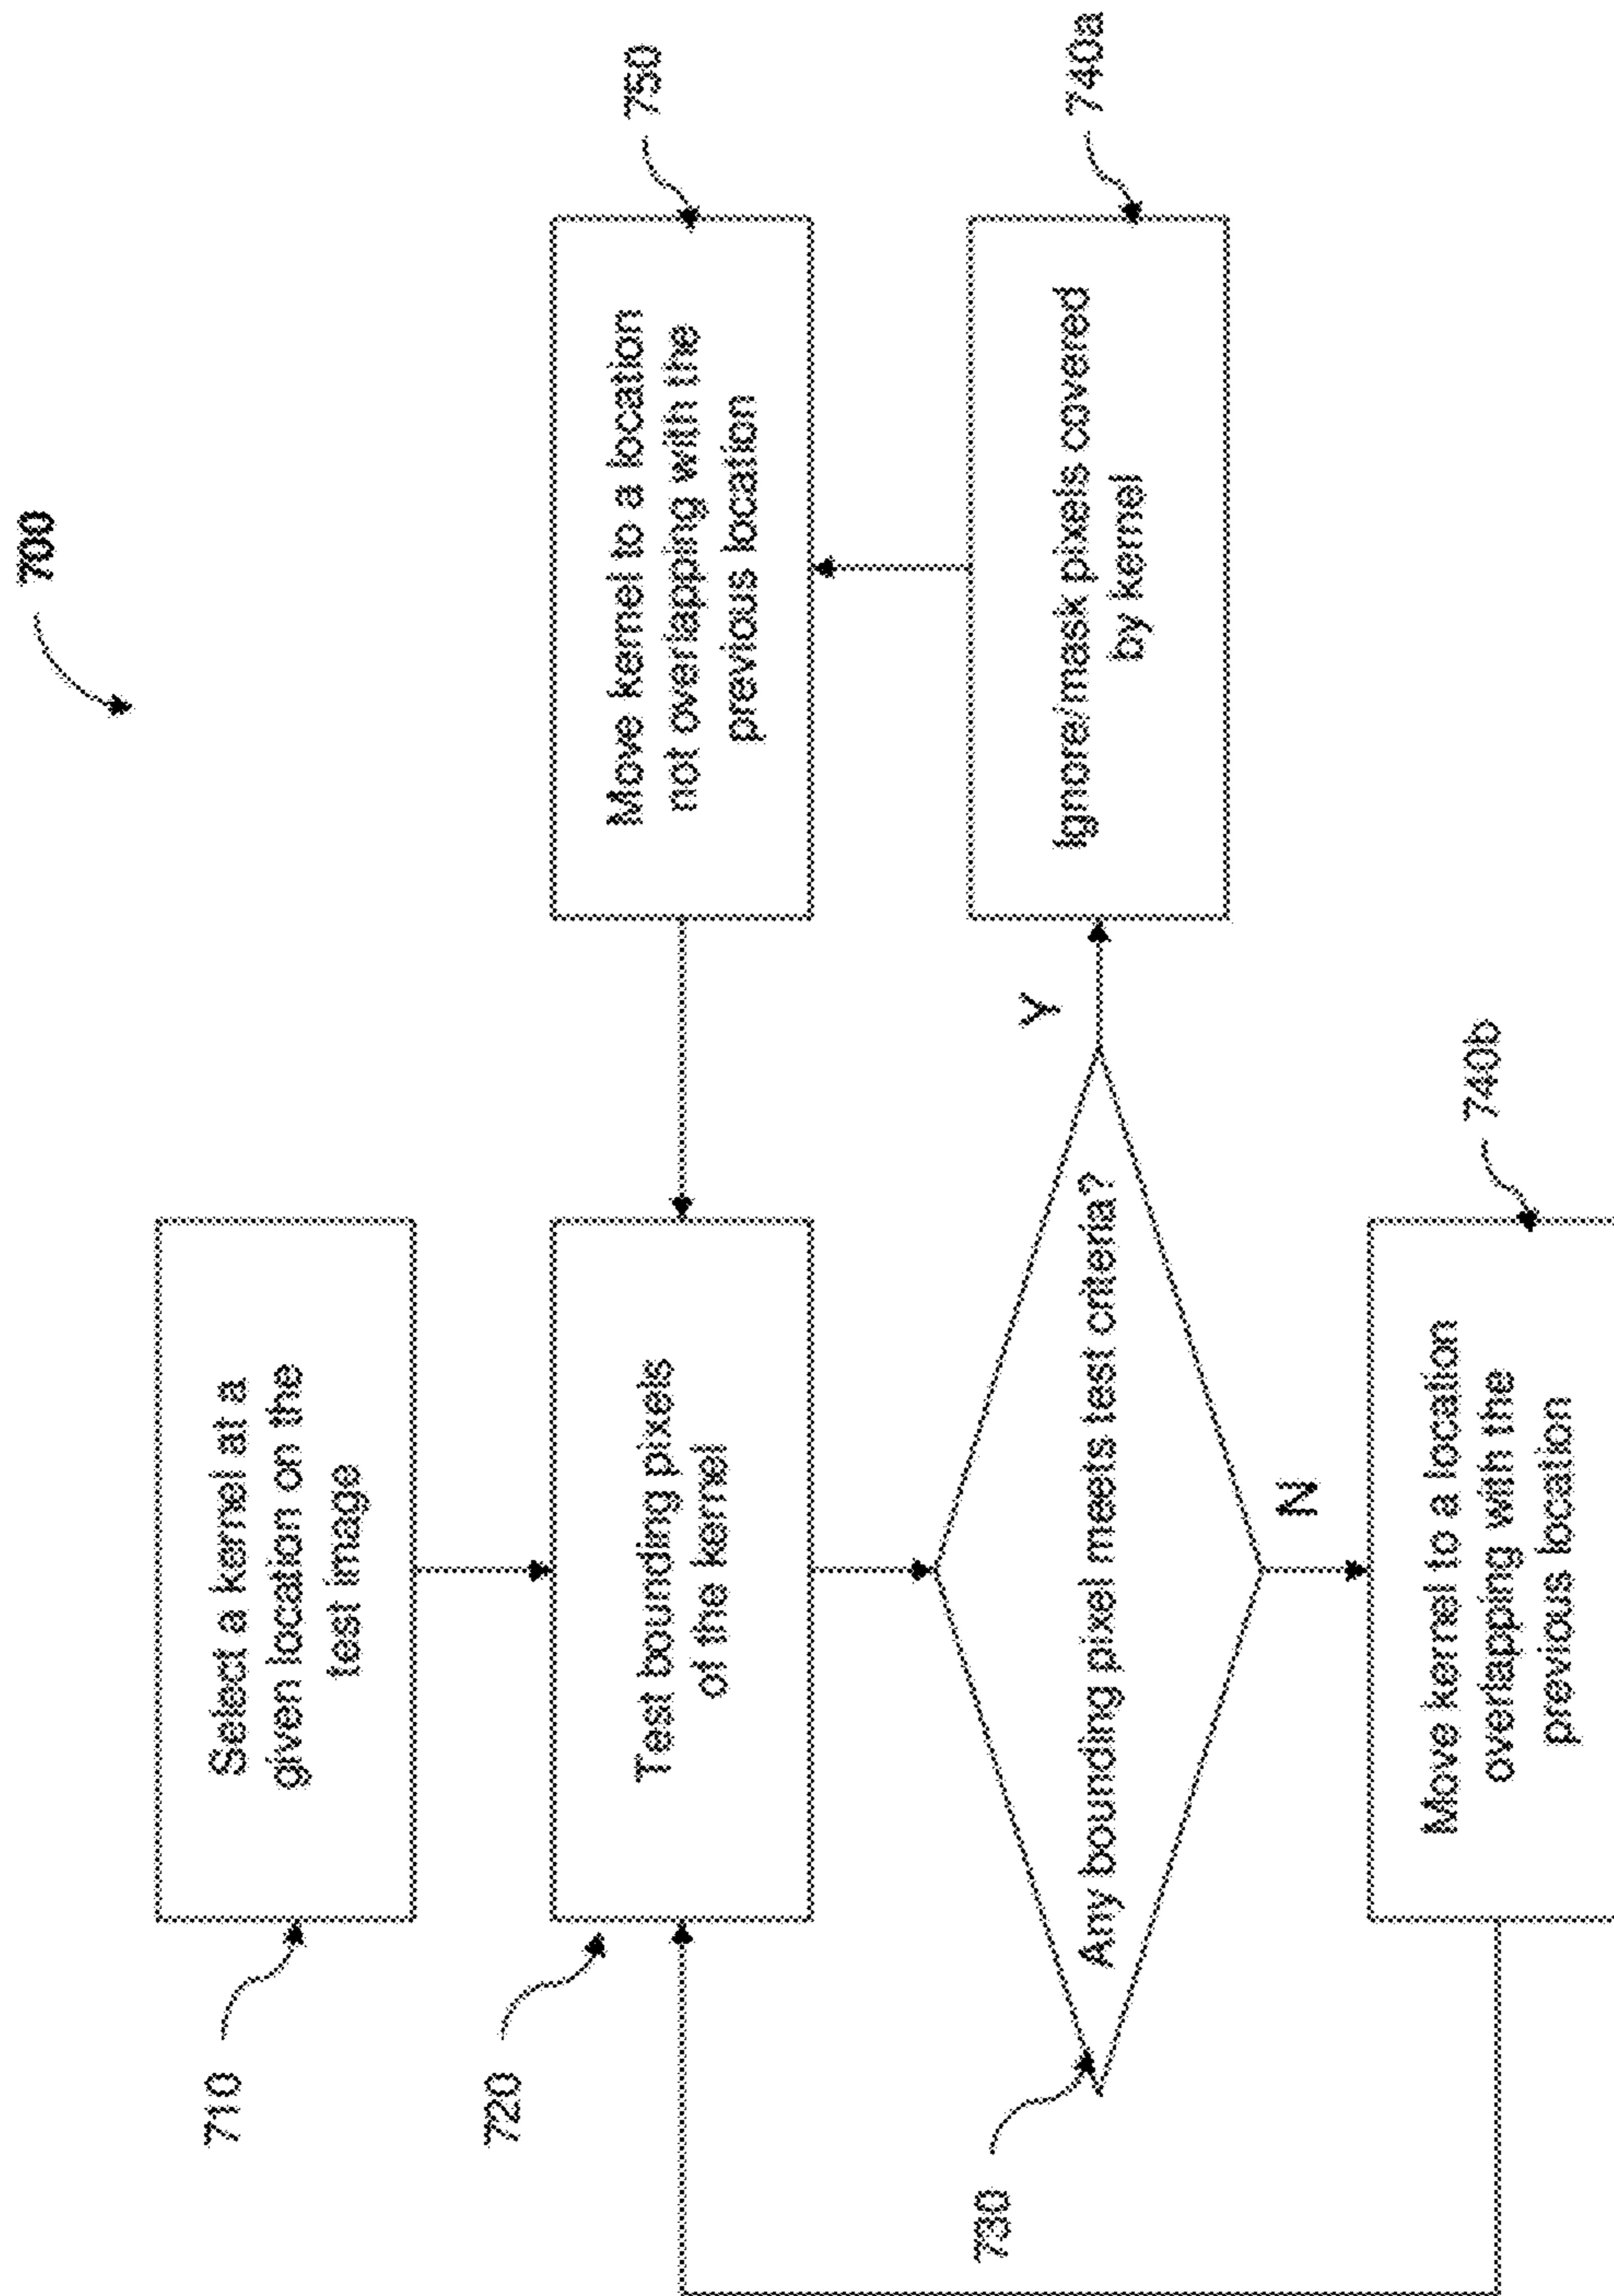 700
710
Select a kernel at a
given location on the
test image
720
Test bounding pixels
of the kernel
750
Move kernel to a location
not overlapping with the
previous location
730
Any bounding pixel meets test criteria?
Y
740a
Ignore/mask pixels covered
by kernel
N
740b
Move kernel to a location
overlapping with the
previous location